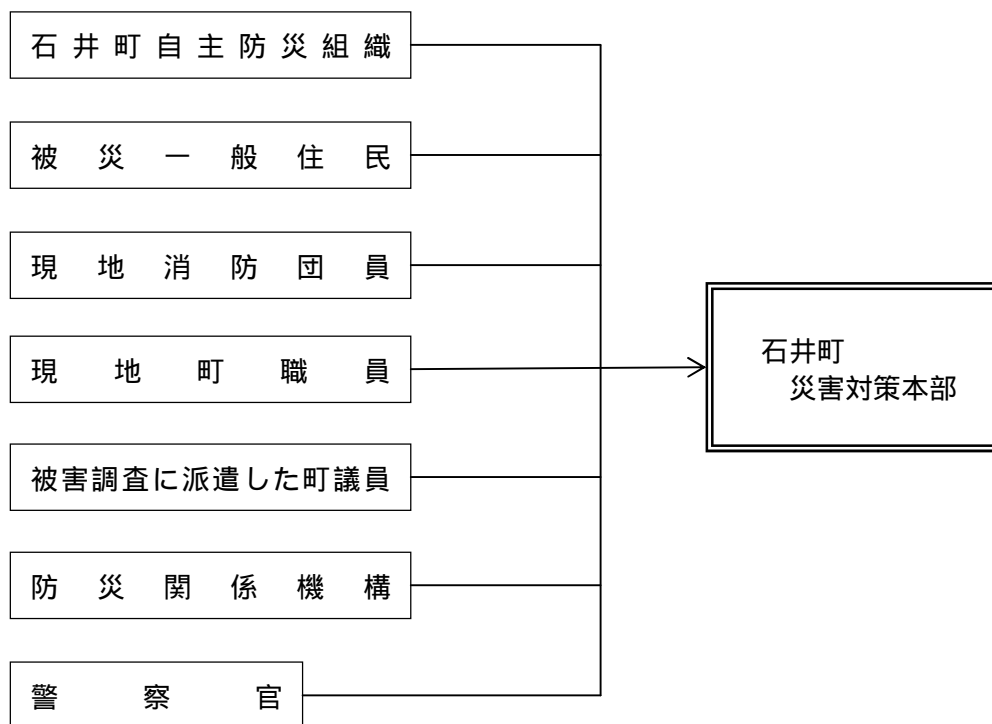 石井町自主防災組織
被災一般住民
現地消防団員
現地町職員
被害調査に派遣した町議員
防災関係機構
警察官
石井町
災害対策本部